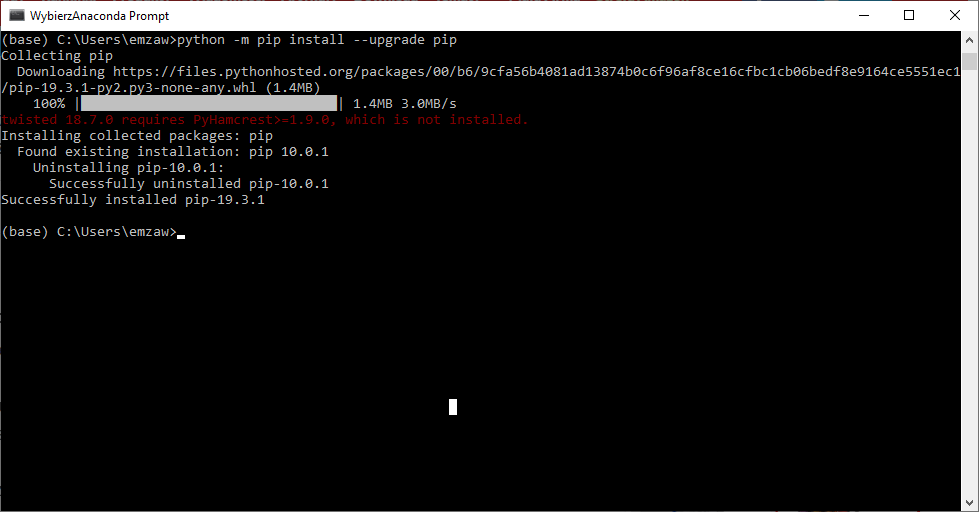 WybierzAnaconda Prompt
(base) C:\Users\emzaw>python -m pip install --upgrade pip
Collecting pip
  Downloading https://files.pythonhosted.org/packages/00/b6/9cfa56b4081ad13874b0c6f96af8ce16cfbc1cb06bedf8e9164ce5551ec1
/pip-19.3.1-py2.py3-none-any.whl (1.4MB)
    100% |████████████████████████████████| 1.4MB 3.0MB/s
twisted 18.7.0 requires PyHamcrest>=1.9.0, which is not installed.
Installing collected packages: pip
  Found existing installation: pip 10.0.1
    Uninstalling pip-10.0.1:
      Successfully uninstalled pip-10.0.1
Successfully installed pip-19.3.1
(base) C:\Users\emzaw>